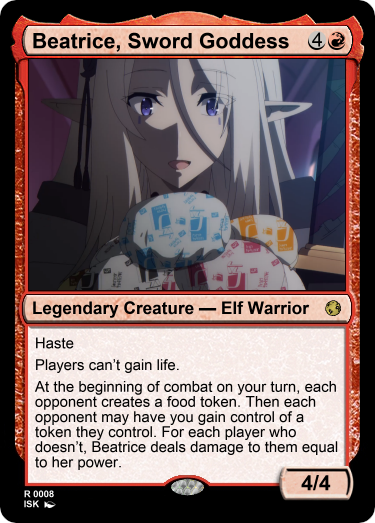 Beatrice, Sword Goddess 4
Legendary Creature — Elf Warrior
Haste
Players can't gain life.
At the beginning of combat on your turn, each
opponent creates a food token. Then each
opponent may have you gain control of a
token they control. For each player who
doesn't, Beatrice deals damage to them equal
to her power.
4/4
R 0008
ISK